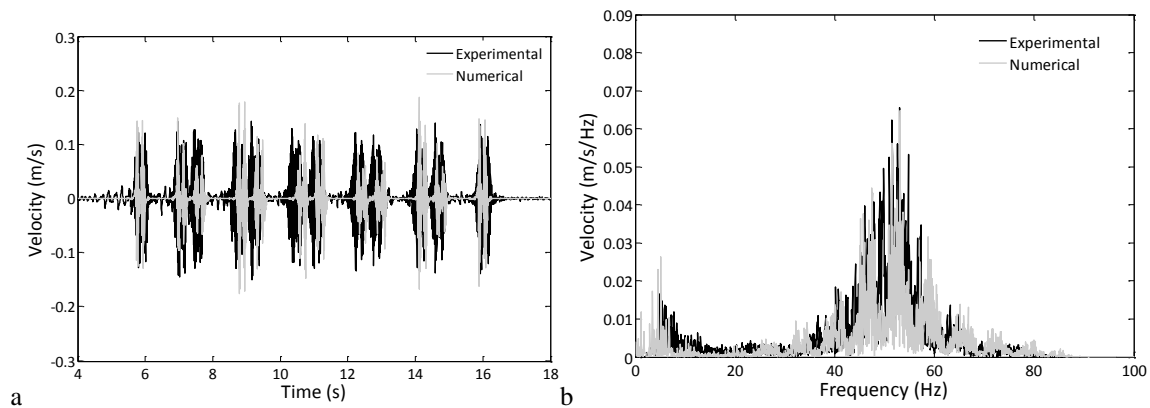 0.3
0.2
0.1
0
-0.1
-0.2
-0.3
Velocity (m/s)
4 6 8 10 12 14 16 18
Time (s)
Experimental
Numerical
a
0.09
0.08
0.07
0.06
0.05
0.04
0.03
0.02
0.01
0
Velocity (m/s/Hz)
0 20 40 60 80 100
Frequency (Hz)
Experimental
Numerical
b